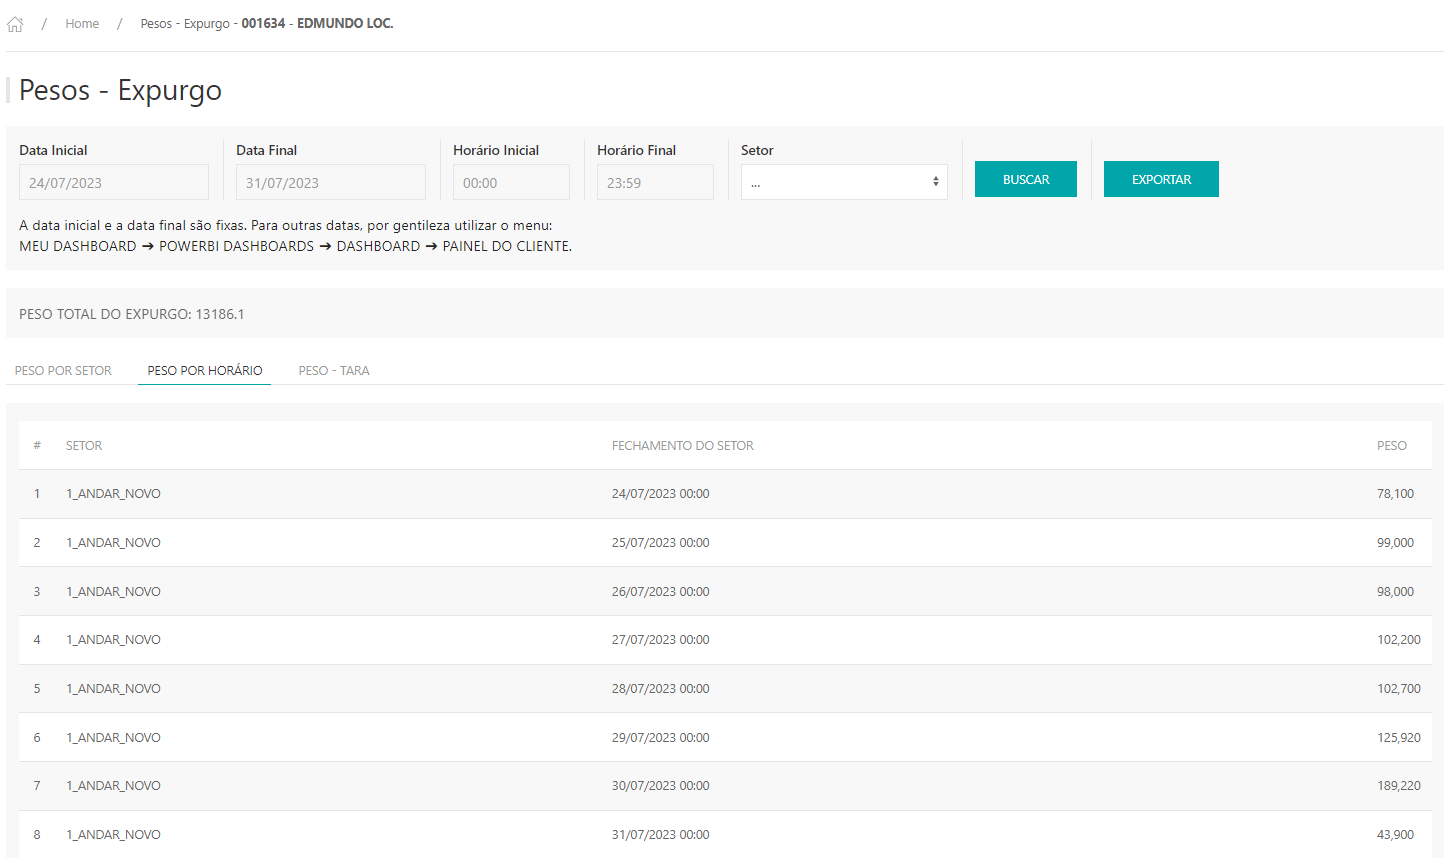 / Home / Pesos - Expurgo - 001634 - EDMUNDO LOC.
Pesos - Expurgo
Data Inicial Data Final Horário Inicial Horário Final Setor
24/07/2023 31/07/2023 00:00 23:59 ... BUSCAR EXPORTAR
A data inicial e a data final são fixas. Para outras datas, por gentileza utilizar o menu:
MEU DASHBOARD ➔ POWERBI DASHBOARDS ➔ DASHBOARD ➔ PAINEL DO CLIENTE.
PESO TOTAL DO EXPURGO: 13186.1
PESO POR SETOR PESO POR HORÁRIO PESO - TARA
# SETOR FECHAMENTO DO SETOR PESO
1 1_ANDAR_NOVO 24/07/2023 00:00 78,100
2 1_ANDAR_NOVO 25/07/2023 00:00 99,000
3 1_ANDAR_NOVO 26/07/2023 00:00 98,000
4 1_ANDAR_NOVO 27/07/2023 00:00 102,200
5 1_ANDAR_NOVO 28/07/2023 00:00 102,700
6 1_ANDAR_NOVO 29/07/2023 00:00 125,920
7 1_ANDAR_NOVO 30/07/2023 00:00 189,220
8 1_ANDAR_NOVO 31/07/2023 00:00 43,900